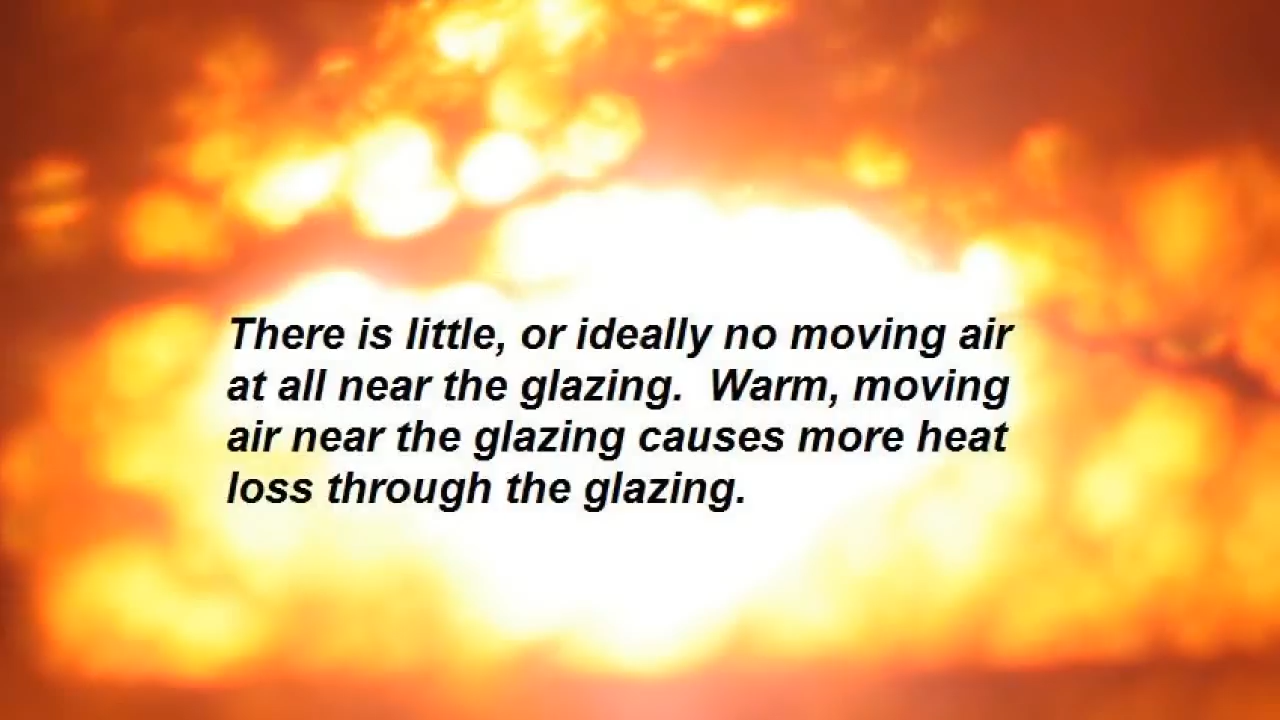 There is little, or ideally no moving air
at all near the glazing.  Warm, moving
air near the glazing causes more heat
loss through the glazing.